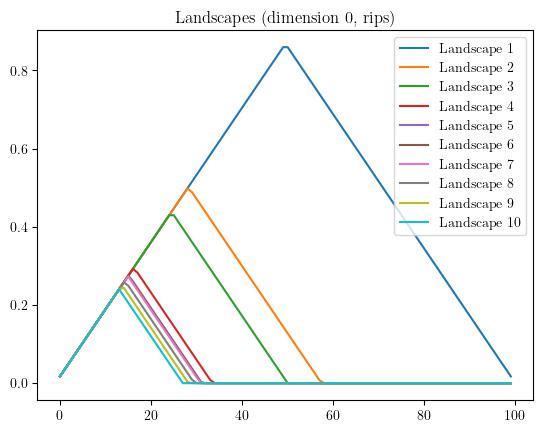 Landscapes (dimension 0, rips)
Landscape 1
Landscape 2
Landscape 3
Landscape 4
Landscape 5
Landscape 6
Landscape 7
Landscape 8
Landscape 9
Landscape 10
0.8
0.6
0.4
0.2
0.0
0 20 40 60 80 100